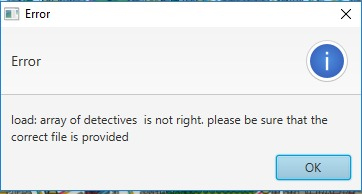 Error
Error
load: array of detectives  is not right. please be sure that the
correct file is provided
OK